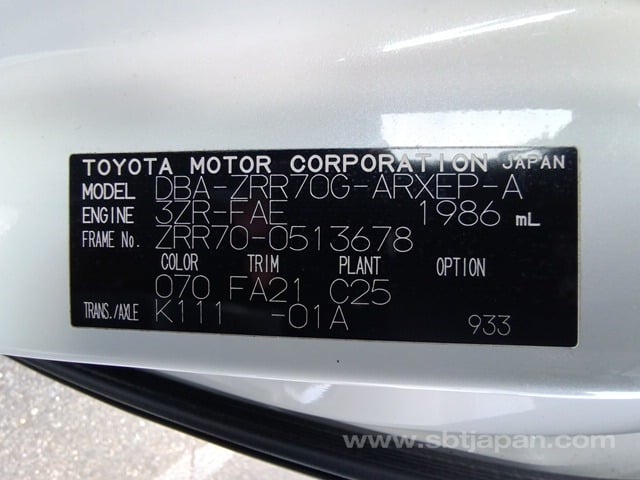 TOYOTA MOTOR CORPORATION JAPAN
MODEL DBA-ZRR70G-ARXEP-A
ENGINE 3ZR-FAE 1986 mL
FRAME No. ZRR70-0513678
COLOR TRIM PLANT OPTION
070 FA21 C25
TRANS./AXLE K111 -01A 933
www.sbtjapan.com